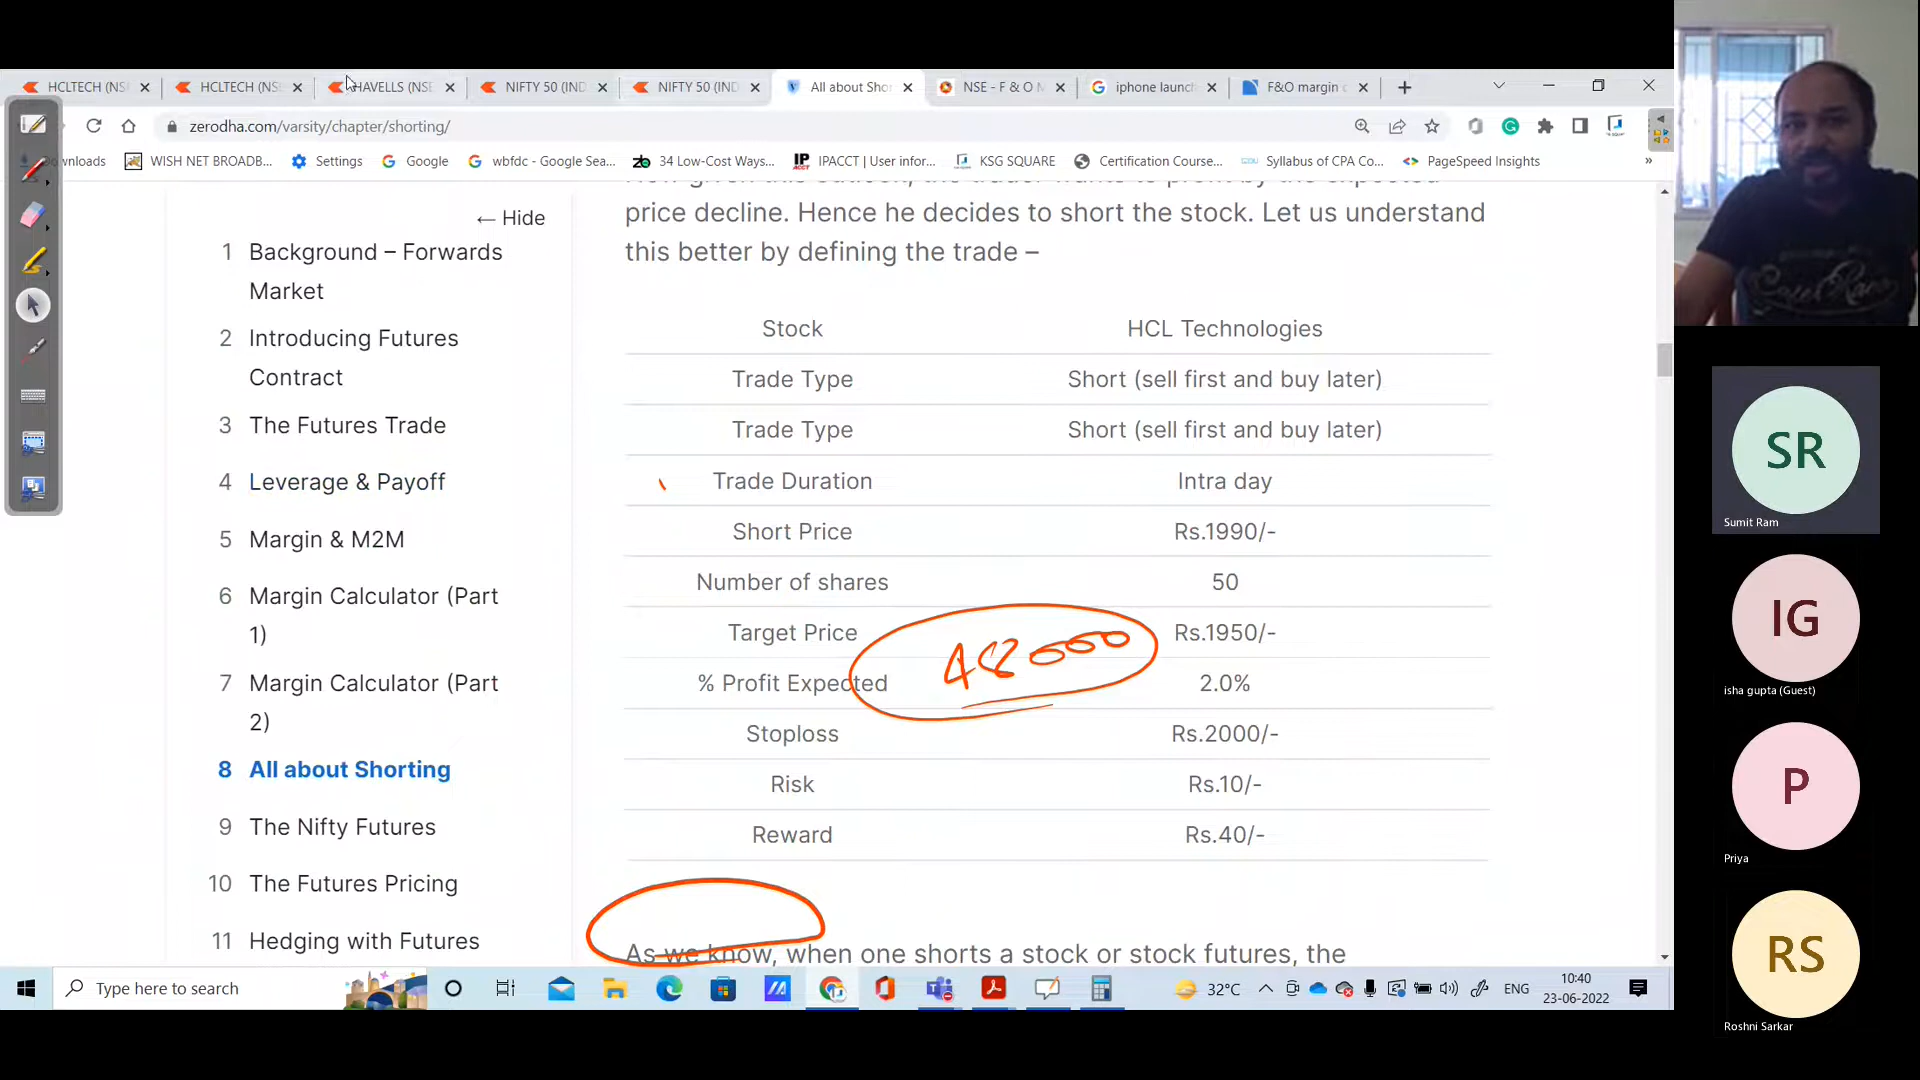 HCLTECH (NS
HCLTECH (NS
HAVELLS (NSE
NIFTY 50 (IND
NIFTY 50 (IND
All about Shor
NSE - F & O M
iphone launch
F&O margin c
zerodha.com/varsity/chapter/shorting/
ownloads
WISH NET BROADB...
Settings
Google
wbfdc - Google Sea...
34 Low-Cost Ways...
IPACCT | User infor...
KSG SQUARE
Certification Course...
Syllabus of CPA Co...
PageSpeed Insights
← Hide
1 Background – Forwards
Market
2 Introducing Futures
Contract
3 The Futures Trade
4 Leverage & Payoff
5 Margin & M2M
6 Margin Calculator (Part
1)
7 Margin Calculator (Part
2)
8 All about Shorting
9 The Nifty Futures
10 The Futures Pricing
11 Hedging with Futures
price decline. Hence he decides to short the stock. Let us understand
this better by defining the trade –
Stock HCL Technologies
Trade Type Short (sell first and buy later)
Trade Type Short (sell first and buy later)
Trade Duration Intra day
Short Price Rs.1990/-
Number of shares 50
Target Price Rs.1950/-
48000
% Profit Expected 2.0%
Stoploss Rs.2000/-
Risk Rs.10/-
Reward Rs.40/-
As we know, when one shorts a stock or stock futures, the
Type here to search
32°C
ENG
10:40
23-06-2022
SR
Sumit Ram
IG
isha gupta (Guest)
P
Priya
RS
Roshni Sarkar